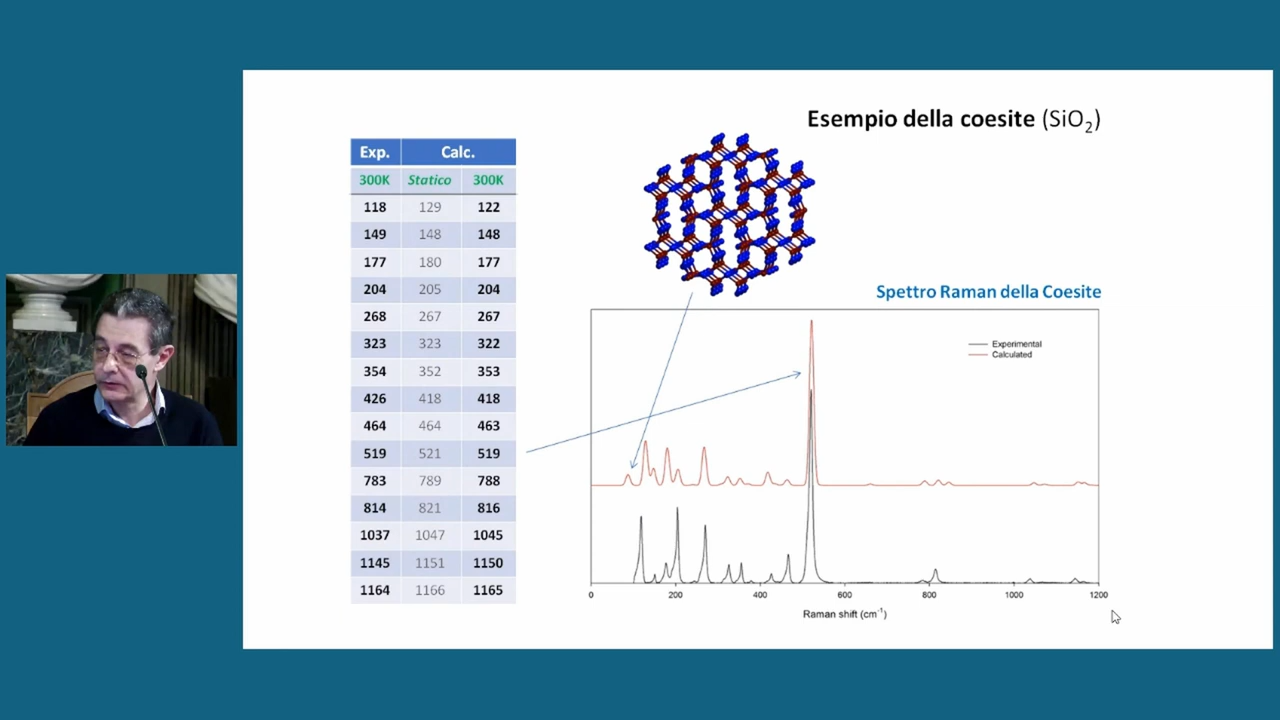 Esempio della coesite (SiO₂)
Exp. Calc.
300K Statico 300K
118 129 122
149 148 148
177 180 177
204 205 204
268 267 267
323 323 322
354 352 353
426 418 418
464 464 463
519 521 519
783 789 788
814 821 816
1037 1047 1045
1145 1151 1150
1164 1166 1165
Spettro Raman della Coesite
Experimental
Calculated
0 200 400 600 800 1000 1200
Raman shift (cm⁻¹)